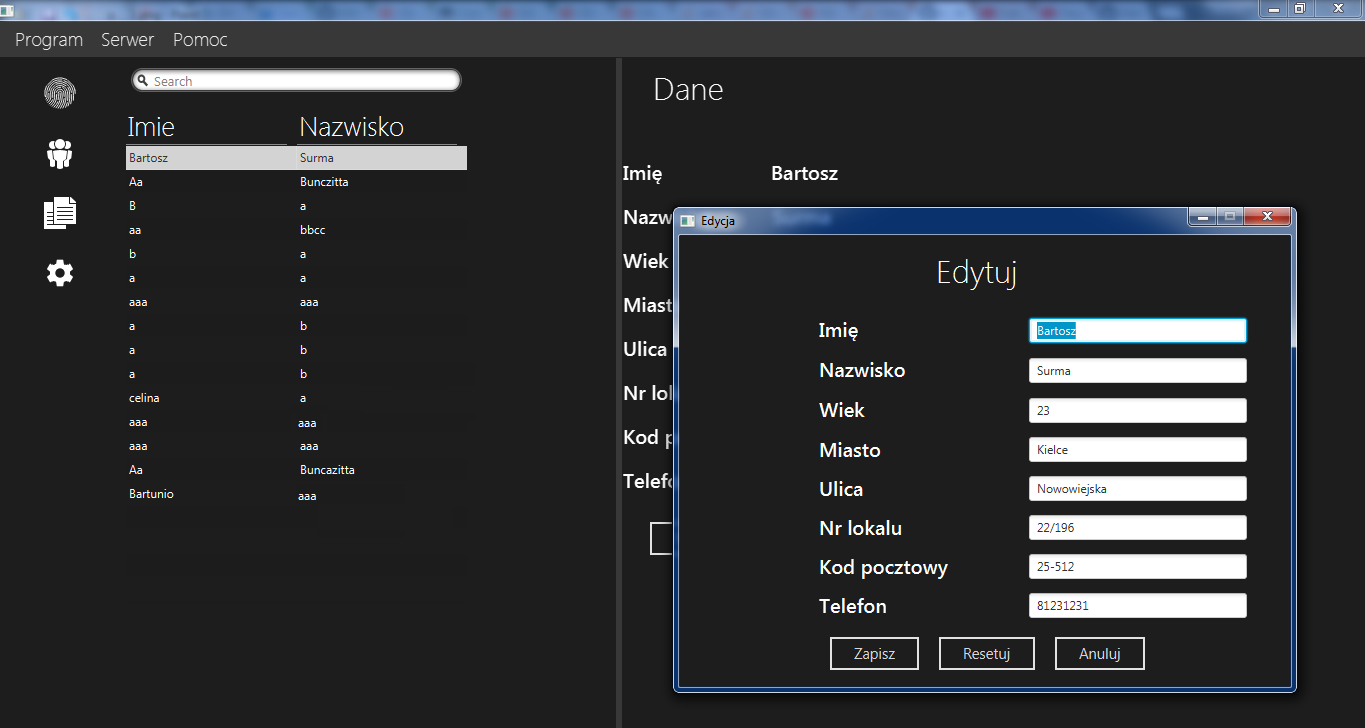 Program Serwer Pomoc
Search
Imie Nazwisko
Bartosz Surma
Aa Bunczitta
B a
aa bbcc
b a
a a
aaa aaa
a b
a b
a b
celina a
aaa aaa
aaa aaa
Aa Buncazitta
Bartunio aaa
Dane
Imię Bartosz
Nazw Surma
Wiek
Miast
Ulica
Nr lok
Kod p
Telefo
Edycja
Edytuj
Imię Bartosz
Nazwisko Surma
Wiek 23
Miasto Kielce
Ulica Nowowiejska
Nr lokalu 22/196
Kod pocztowy 25-512
Telefon 81231231
Zapisz Resetuj Anuluj